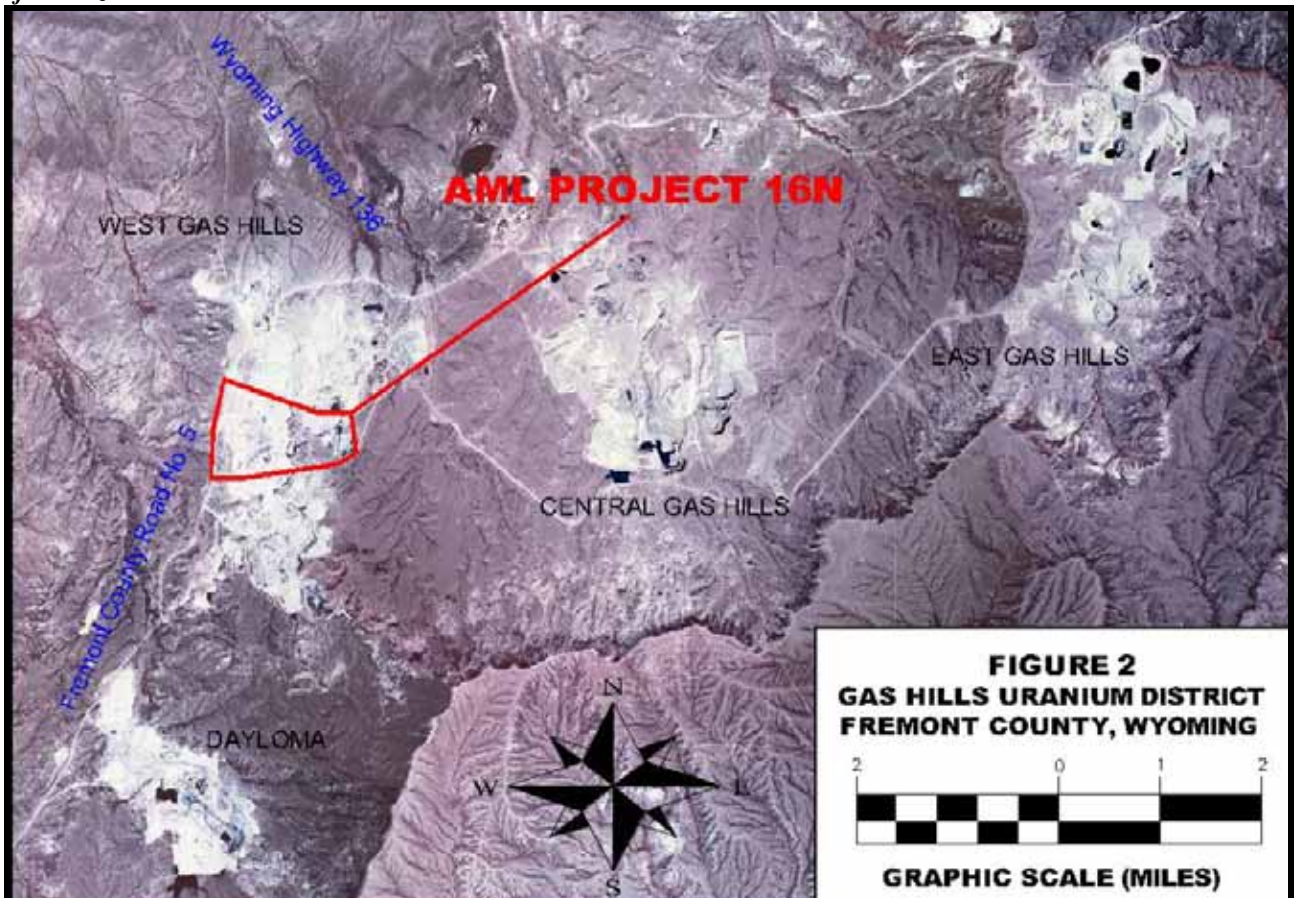 Wyoming Highway 136
AML PROJECT 16N
WEST GAS HILLS
EAST GAS HILLS
Fremont County Road No 5
CENTRAL GAS HILLS
DAYLOMA
N
W
E
S
FIGURE 2
GAS HILLS URANIUM DISTRICT
FREMONT COUNTY, WYOMING
2 0 1 2
GRAPHIC SCALE (MILES)